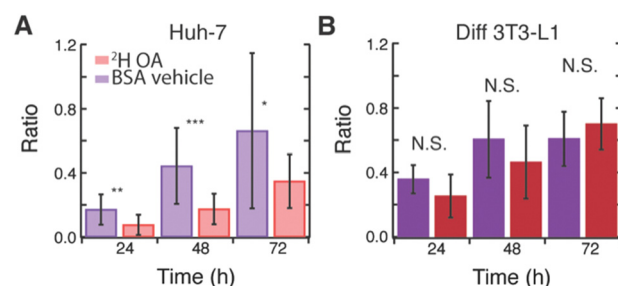 A
Huh-7
1.2
0.8
0.4
0.0
Ratio
²H OA
BSA vehicle
**
***
*
24
48
72
Time (h)
B
Diff 3T3-L1
1.2
0.8
0.4
0.0
Ratio
N.S.
N.S.
N.S.
24
48
72
Time (h)